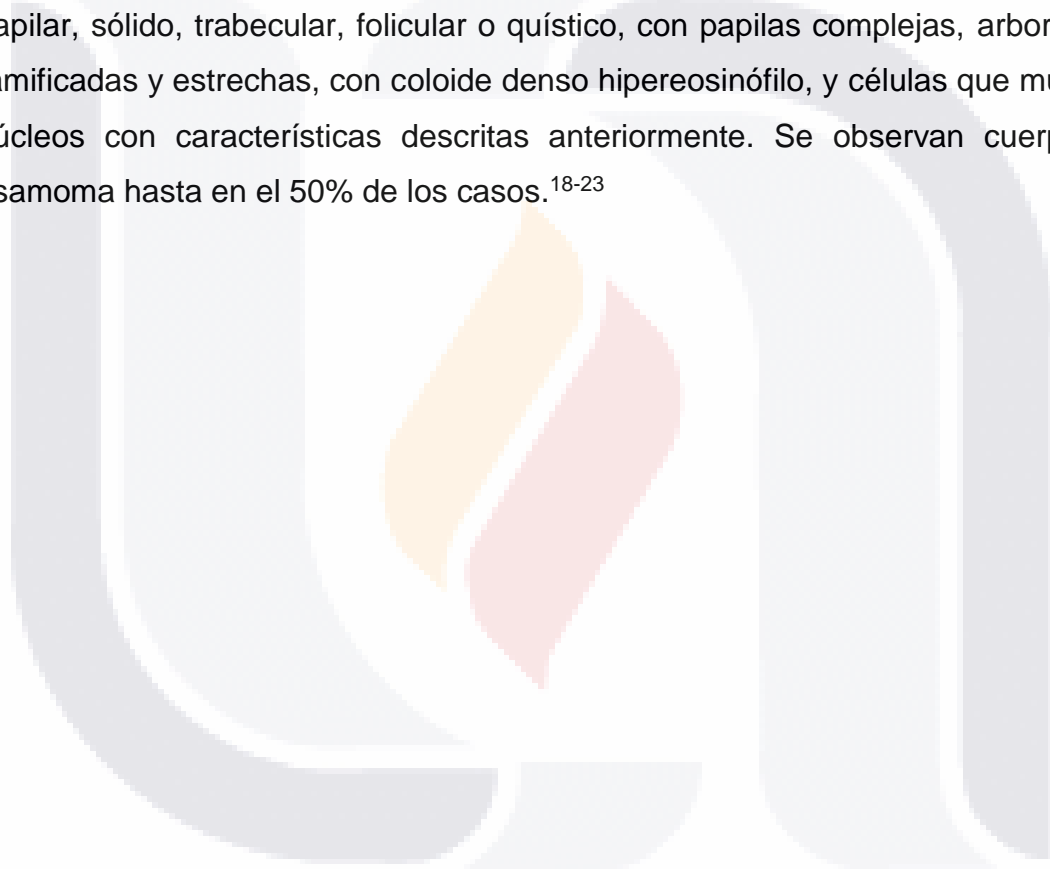 apilar, sólido, trabecular, folicular o quístico, con papilas complejas, arbor
amificadas y estrechas, con coloide denso hipereosinófilo, y células que mu
úcleos con características descritas anteriormente. Se observan cuerp
samoma hasta en el 50% de los casos.18-23